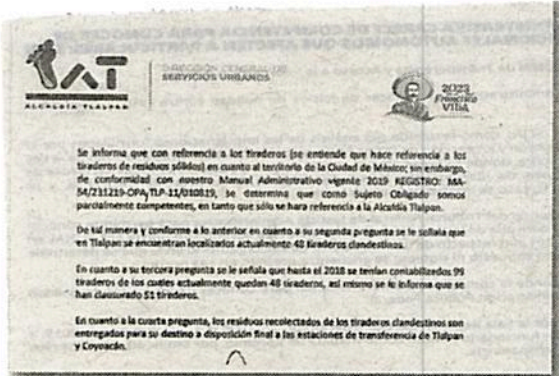 TLAT
ALCALDÍA TLALPAN
DIRECCIÓN GENERAL DE
SERVICIOS URBANOS
2023
Francisco
VILLA
Se informa que con referencia a los tiraderos (se entiende que hace referencia a los
tiraderos de residuos sólidos) en cuanto al territorio de la Ciudad de México; sin embargo,
de conformidad con nuestro Manual Administrativo vigente 2019 REGISTRO: MA-
54/231219-OPA-TLP-11/010819, se determina que como Sujeto Obligado somos
parcialmente competentes, en tanto que sólo se hara referencia a la Alcaldía Tlalpan.
De tal manera y conforme a lo anterior en cuanto a su segunda pregunta se le señala que
en Tlalpan se encuentran localizados actualmente 48 tiraderos clandestinos.
En cuanto a su tercera pregunta se le señala que hasta el 2018 se tenían contabilizados 99
tiraderos de los cuales actualmente quedan 48 tiraderos, así mismo se le informa que se
han clausurado 51 tiraderos.
En cuanto a la cuarta pregunta, los residuos recolectados de los tiraderos clandestinos son
entregados para su destino a disposición final a las estaciones de transferencia de Tlalpan
y Coyoacán.